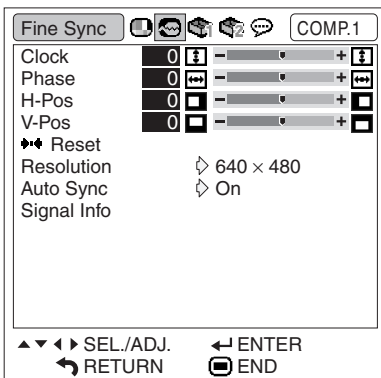 Fine Sync COMP.1
Clock 0 − +
Phase 0 − +
H-Pos 0 − +
V-Pos 0 − +
Reset
Resolution 640 × 480
Auto Sync On
Signal Info
SEL./ADJ. ENTER
RETURN END